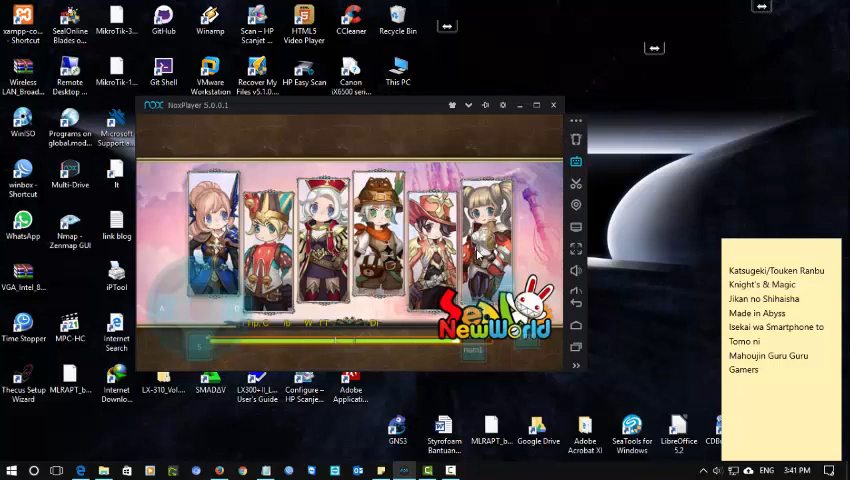 xampp-co...
- Shortcut
SealOnline
Blades o...
MikroTik-3...
GitHub
Winamp
Scan – HP
Scanjet ...
HTML5
Video Player
CCleaner
Recycle Bin
Wireless
LAN_Broad...
Remote
Desktop ...
MikroTik-1...
Git Shell
VMware
Workstation
Recover My
Files v5.1.0...
HP Easy Scan
Canon
iX6500 seri...
This PC
nox NoxPlayer 5.0.0.1
WinISO
Programs on
global.mod...
Microsoft
Support a...
winbox -
Shortcut
Multi-Drive
It
WhatsApp
Nmap -
Zenmap GUI
link blog
VGA_Intel_8...
iPTool
A
D
S
num1
Seal
NewWorld
Time Stopper
MPC-HC
Internet
Downlo...
Thecus Setup
Wizard
MLRAPT_b...
Internet
Downlo...
LX-310_Vol...
SMADΔV
LX300+II_L...
User's Guide
Configure –
HP Scanje...
Adobe
Applicati...
Katsugeki/Touken Ranbu
Knight's & Magic
Jikan no Shihaisha
Made in Abyss
Isekai wa Smartphone to
Tomo ni
Mahoujin Guru Guru
Gamers
GNS3
Styrofoam
Bantuan...
MLRAPT_b...
Google Drive
Adobe
Acrobat XI
SeaTools for
Windows
LibreOffice
5.2
CDBu
ENG
3:41 PM